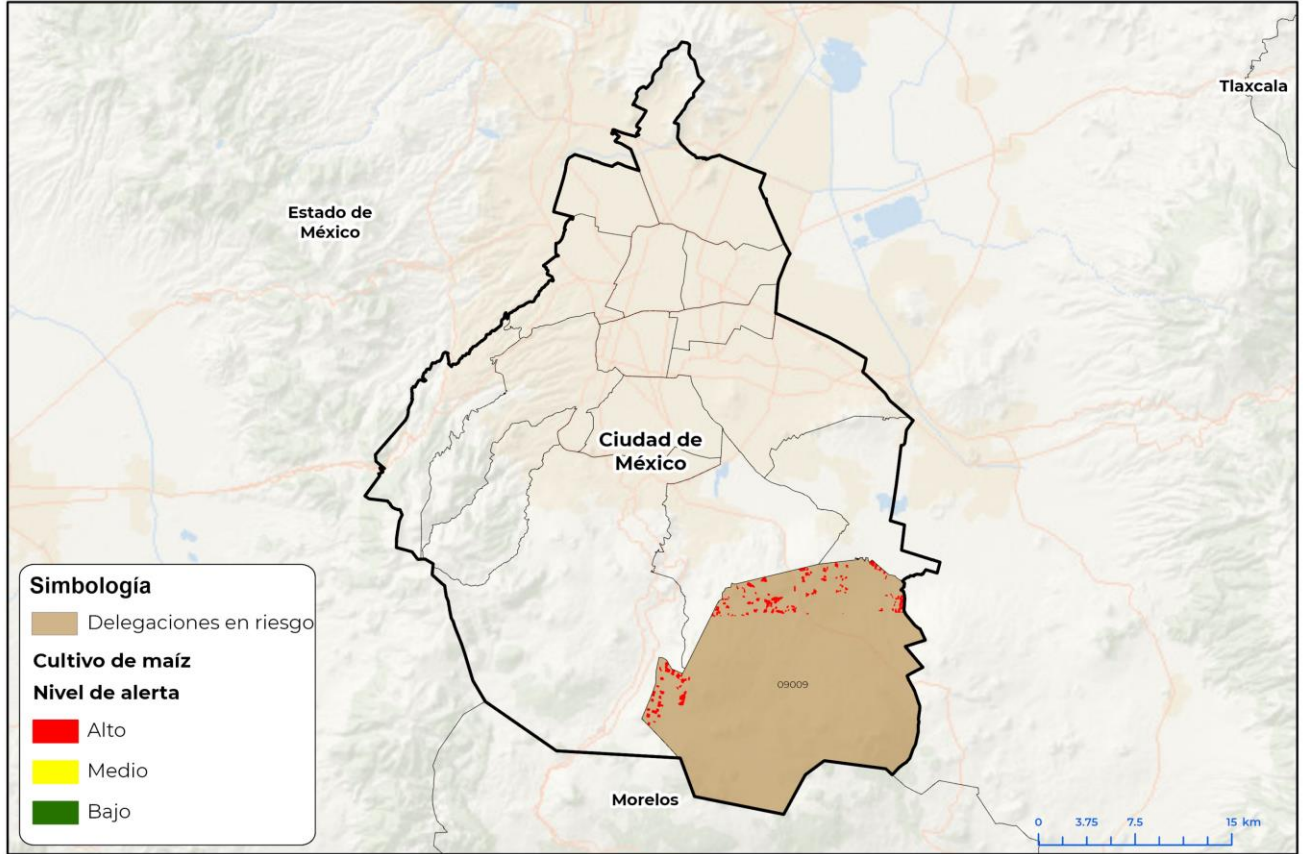 Tlaxcala
Estado de
México
Ciudad de
México
09009
Morelos
Simbología
Delegaciones en riesgo
Cultivo de maíz
Nivel de alerta
Alto
Medio
Bajo
0 3.75 7.5 15 km